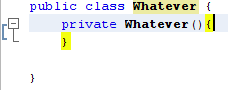 public class Whatever {
    private Whatever(){
    }
}